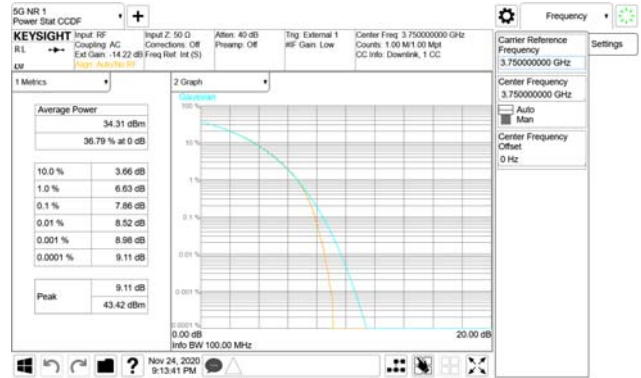 5G NR 1
Power Stat CCDF
Frequency
KEYSIGHT
RL
Input: RF
Coupling: AC
Ext Gain: -14.22 dB
Align: Auto/No RF
Input Z: 50 Ω
Corrections: Off
Freq Ref: Int (S)
Atten: 40 dB
Preamp: Off
Trig: External 1
#IF Gain: Low
Center Freq: 3.750000000 GHz
Counts: 1.00 M/1.00 Mpt
CC Info: Downlink, 1 CC
Carrier Reference
Frequency
3.750000000 GHz
Settings
Center Frequency
3.750000000 GHz
Auto
Man
Center Frequency
Offset
0 Hz
1 Metrics
2 Graph
Gaussian
Average Power
34.31 dBm
36.79 % at 0 dB
10.0 % 3.66 dB
1.0 % 6.63 dB
0.1 % 7.86 dB
0.01 % 8.52 dB
0.001 % 8.98 dB
0.0001 % 9.11 dB
Peak
9.11 dB
43.42 dBm
100 %
10 %
1 %
0.1 %
0.01 %
0.001 %
0.0001 %
0.00 dB
20.00 dB
Info BW 100.00 MHz
?
Nov 24, 2020
9:13:41 PM